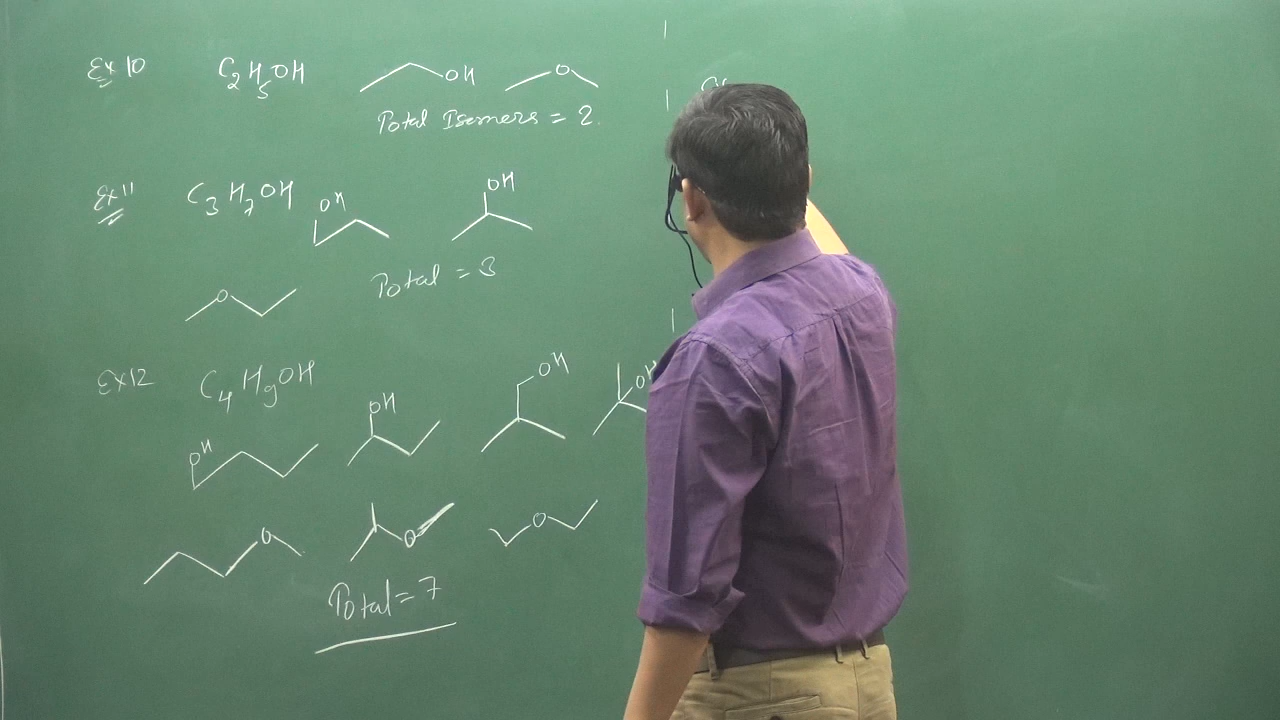 Ex 10 C2H5OH OH O
Total Isomers = 2.
Ex 11 C3H7OH OH OH
Total = 3
O
Ex 12 C4H9OH OH OH
OH OH
O O O
Total = 7